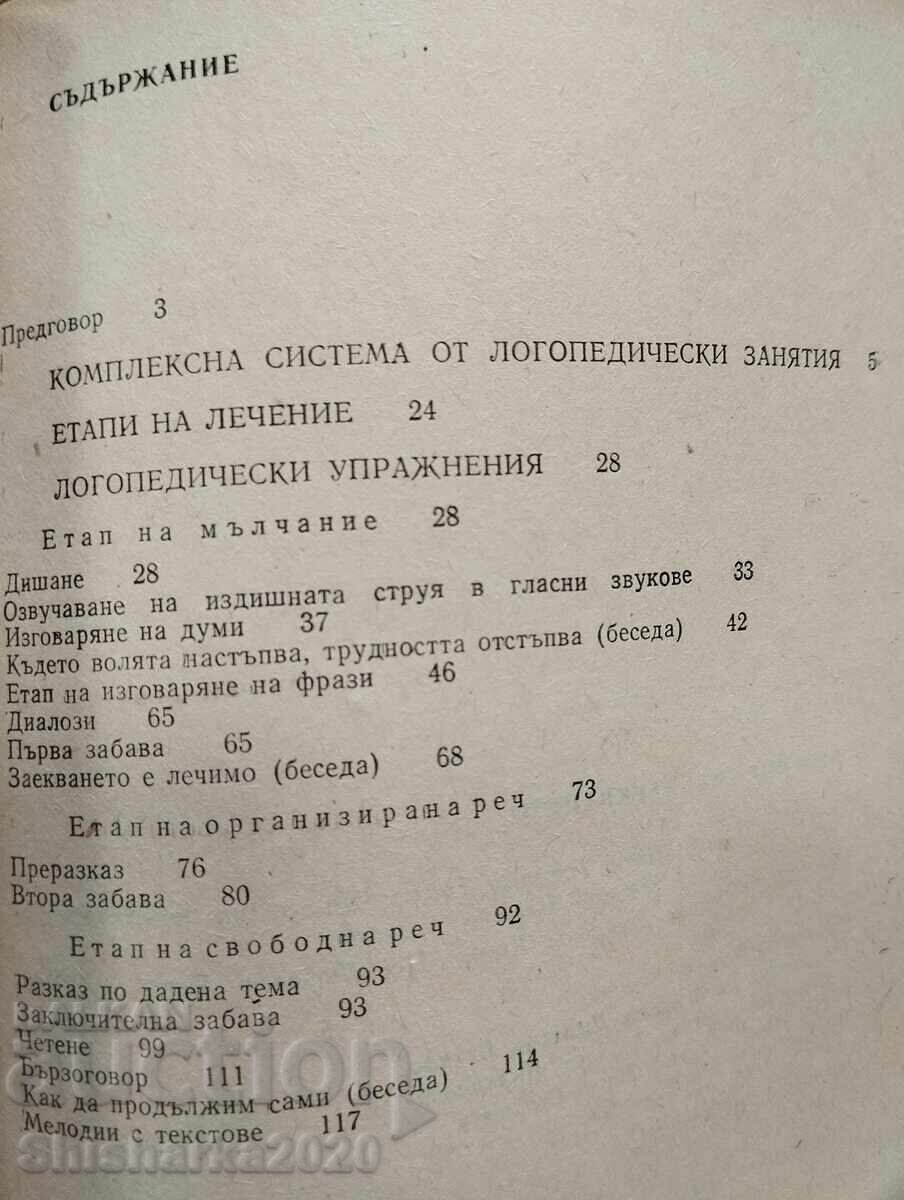 СЪДЪРЖАНИЕ
Предговор 3
КОМПЛЕКСНА СИСТЕМА ОТ ЛОГОПЕДИЧЕСКИ ЗАНЯТИЯ 5
ЕТАПИ НА ЛЕЧЕНИЕ 24
ЛОГОПЕДИЧЕСКИ УПРАЖНЕНИЯ 28
Етап на мълчание 28
Дишане 28
Озвучаване на издишната струя в гласни звукове 33
Изговаряне на думи 37
Където волята настъпва, трудността отстъпва (беседа) 42
Етап на изговаряне на фрази 46
Диалози 65
Първа забава 65
Заекването е лечимо (беседа) 68
Етап на организирана реч 73
Преразказ 76
Втора забава 80
Етап на свободна реч 92
Разказ по дадена тема 93
Заключителна забава 93
Четене 99
Бързоговор 111
Как да продължим сами (беседа) 114
Мелодии с текстове 117
auction
shisharka2020